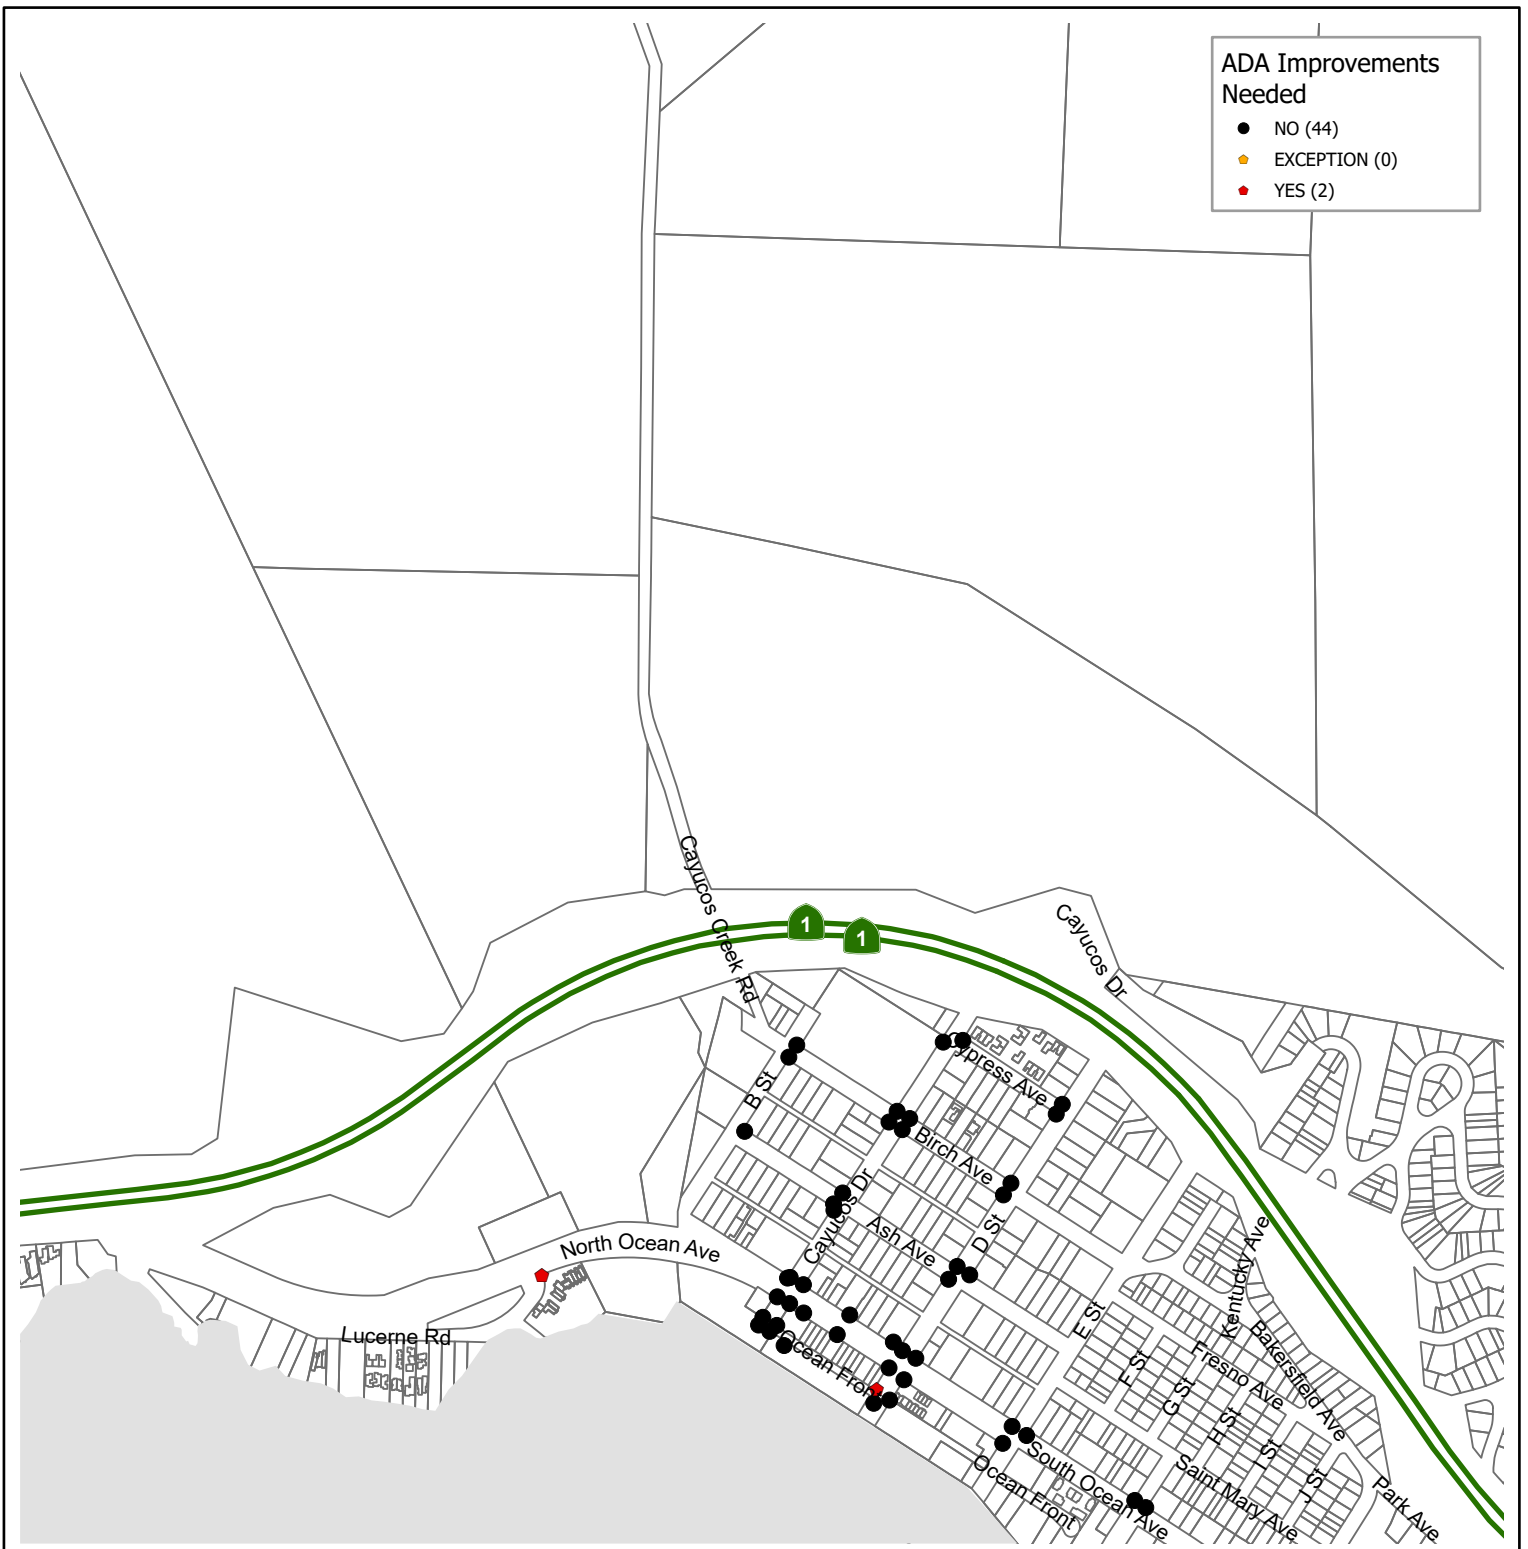 ADA Improvements
Needed
NO (44)
EXCEPTION (0)
YES (2)
Cayucos Creek Rd
1
1
Cayucos Dr
Cypress Ave
B St
Birch Ave
Cayucos Dr
Ash Ave
D St
North Ocean Ave
Kentucky Ave
E St
Lucerne Rd
Ocean Front
Bakersfield Ave
Fresno Ave
F St
G St
H St
I St
J St
South Ocean Ave
Saint Mary Ave
Ocean Front
Park Ave